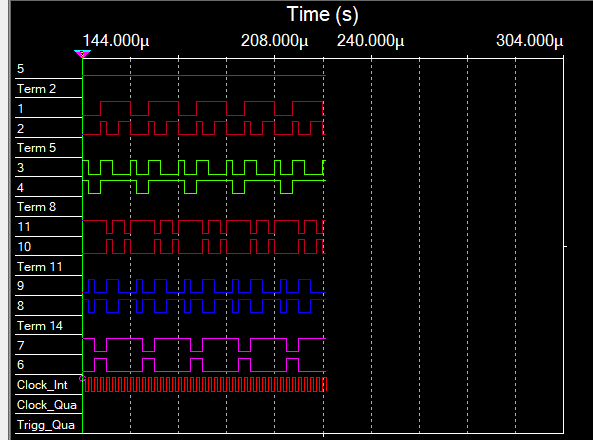 Time (s)
144.000µ 208.000µ 240.000µ 304.000µ
5
Term 2
1
2
Term 5
3
4
Term 8
11
10
Term 11
9
8
Term 14
7
6
Clock_Int
Clock_Qua
Trigg_Qua